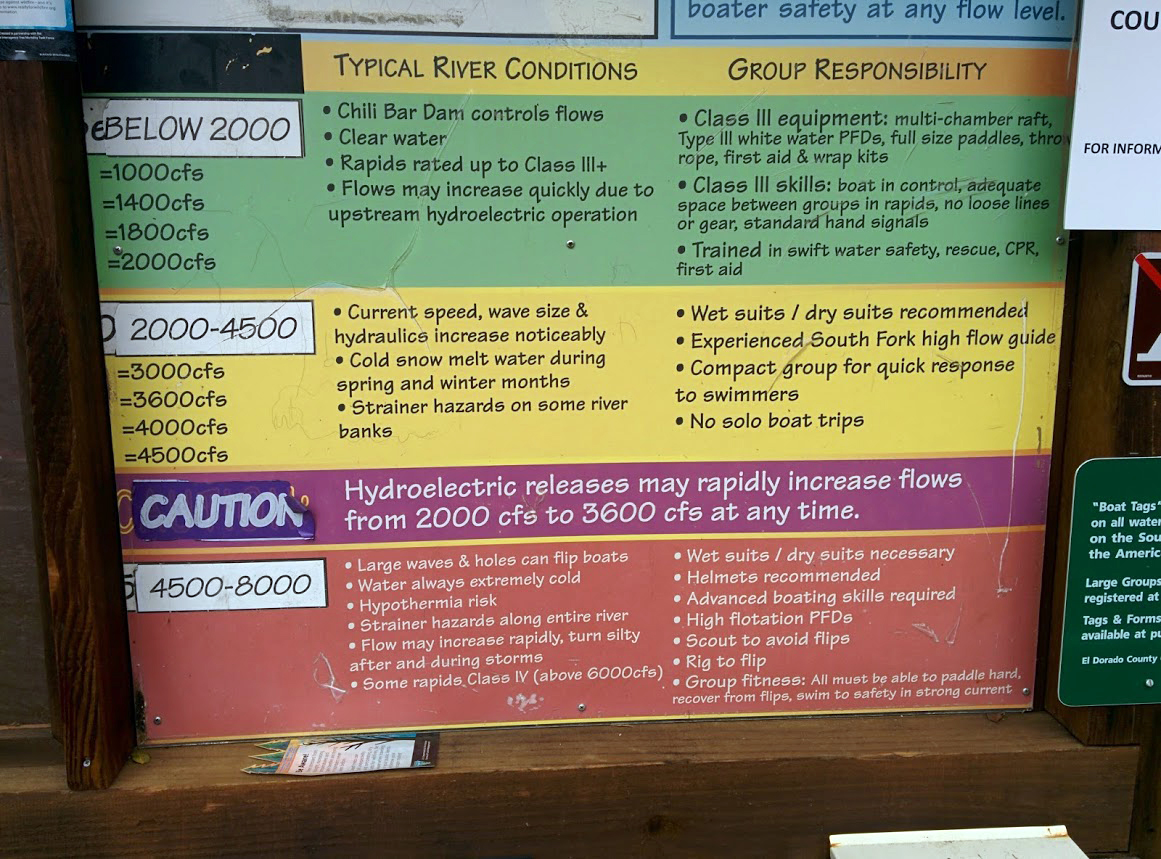 information.
boater safety at any flow level.
COU
TYPICAL RIVER CONDITIONS
GROUP RESPONSIBILITY
BELOW 2000
=1000cfs
=1400cfs
=1800cfs
=2000cfs
• Chili Bar Dam controls flows
• Clear water
• Rapids rated up to Class III+
• Flows may increase quickly due to
upstream hydroelectric operation
• Class III equipment: multi-chamber raft,
Type III white water PFDs, full size paddles, throw
rope, first aid & wrap kits
• Class III skills: boat in control, adequate
space between groups in rapids, no loose lines
or gear, standard hand signals
• Trained in swift water safety, rescue, CPR,
first aid
FOR INFORM
2000-4500
=3000cfs
=3600cfs
=4000cfs
=4500cfs
• Current speed, wave size &
hydraulics increase noticeably
• Cold snow melt water during
spring and winter months
• Strainer hazards on some river
banks
• Wet suits / dry suits recommended
• Experienced South Fork high flow guide
• Compact group for quick response
to swimmers
• No solo boat trips
CAUTION
Hydroelectric releases may rapidly increase flows
from 2000 cfs to 3600 cfs at any time.
4500-8000
• Large waves & holes can flip boats
• Water always extremely cold
• Hypothermia risk
• Strainer hazards along entire river
• Flow may increase rapidly, turn silty
after and during storms
• Some rapids Class IV (above 6000cfs)
• Wet suits / dry suits necessary
• Helmets recommended
• Advanced boating skills required
• High flotation PFDs
• Scout to avoid flips
• Rig to flip
• Group fitness: All must be able to paddle hard,
recover from flips, swim to safety in strong current
"Boat Tags"
on all water
on the Sou
the Americ
Large Groups
registered at
Tags & Forms
available at pu
El Dorado County